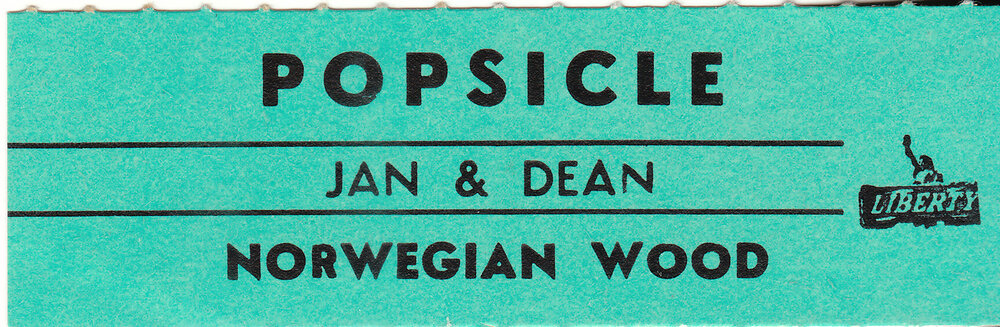 POPSICLE
JAN & DEAN
LIBERTY
NORWEGIAN WOOD